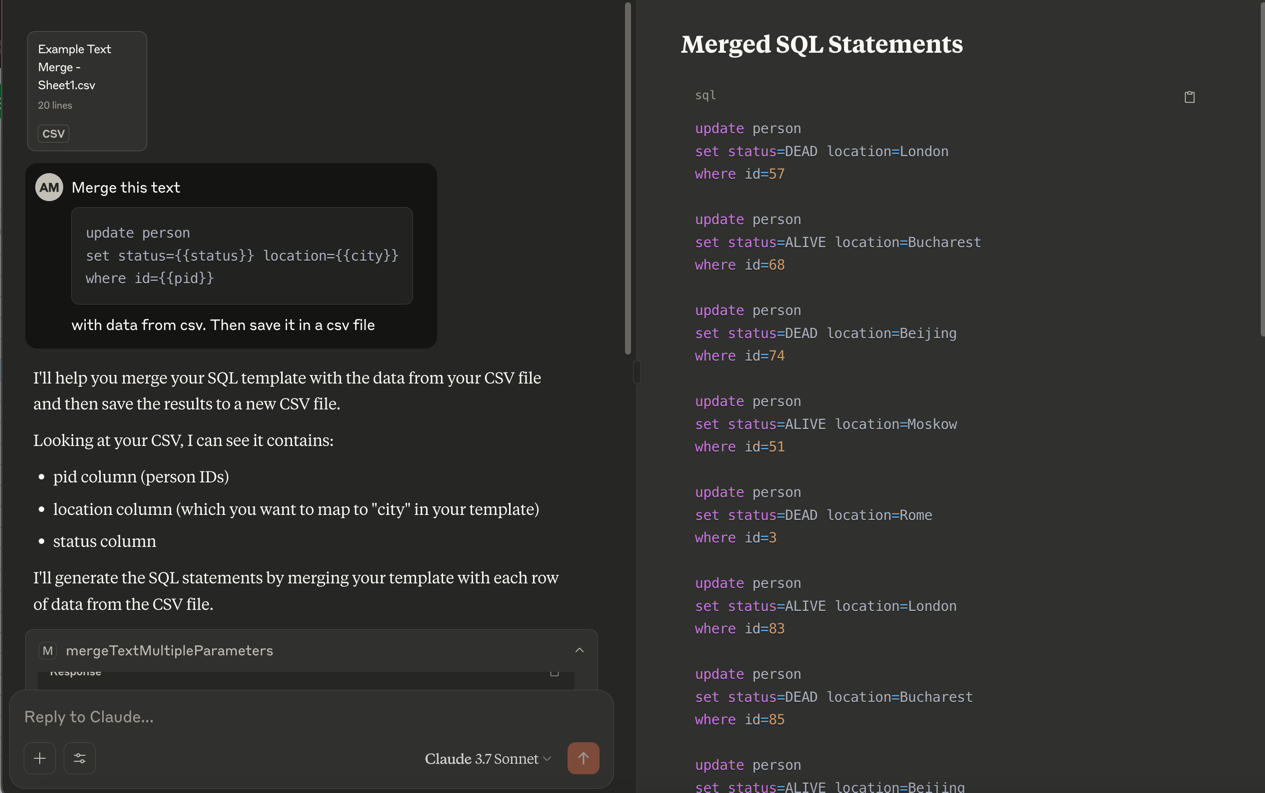 Example Text
Merge -
Sheet1.csv
20 lines
CSV
AM
Merge this text
update person
set status={{status}} location={{city}}
where id={{pid}}
with data from csv. Then save it in a csv file
I'll help you merge your SQL template with the data from your CSV file
and then save the results to a new CSV file.
Looking at your CSV, I can see it contains:
• pid column (person IDs)
• location column (which you want to map to "city" in your template)
• status column
I'll generate the SQL statements by merging your template with each row
of data from the CSV file.
M mergeTextMultipleParameters
Response
Reply to Claude...
Claude 3.7 Sonnet
Merged SQL Statements
sql
update person
set status=DEAD location=London
where id=57
update person
set status=ALIVE location=Bucharest
where id=68
update person
set status=DEAD location=Beijing
where id=74
update person
set status=ALIVE location=Moskow
where id=51
update person
set status=DEAD location=Rome
where id=3
update person
set status=ALIVE location=London
where id=83
update person
set status=DEAD location=Bucharest
where id=85
update person
set status=ALIVE location=Beijing